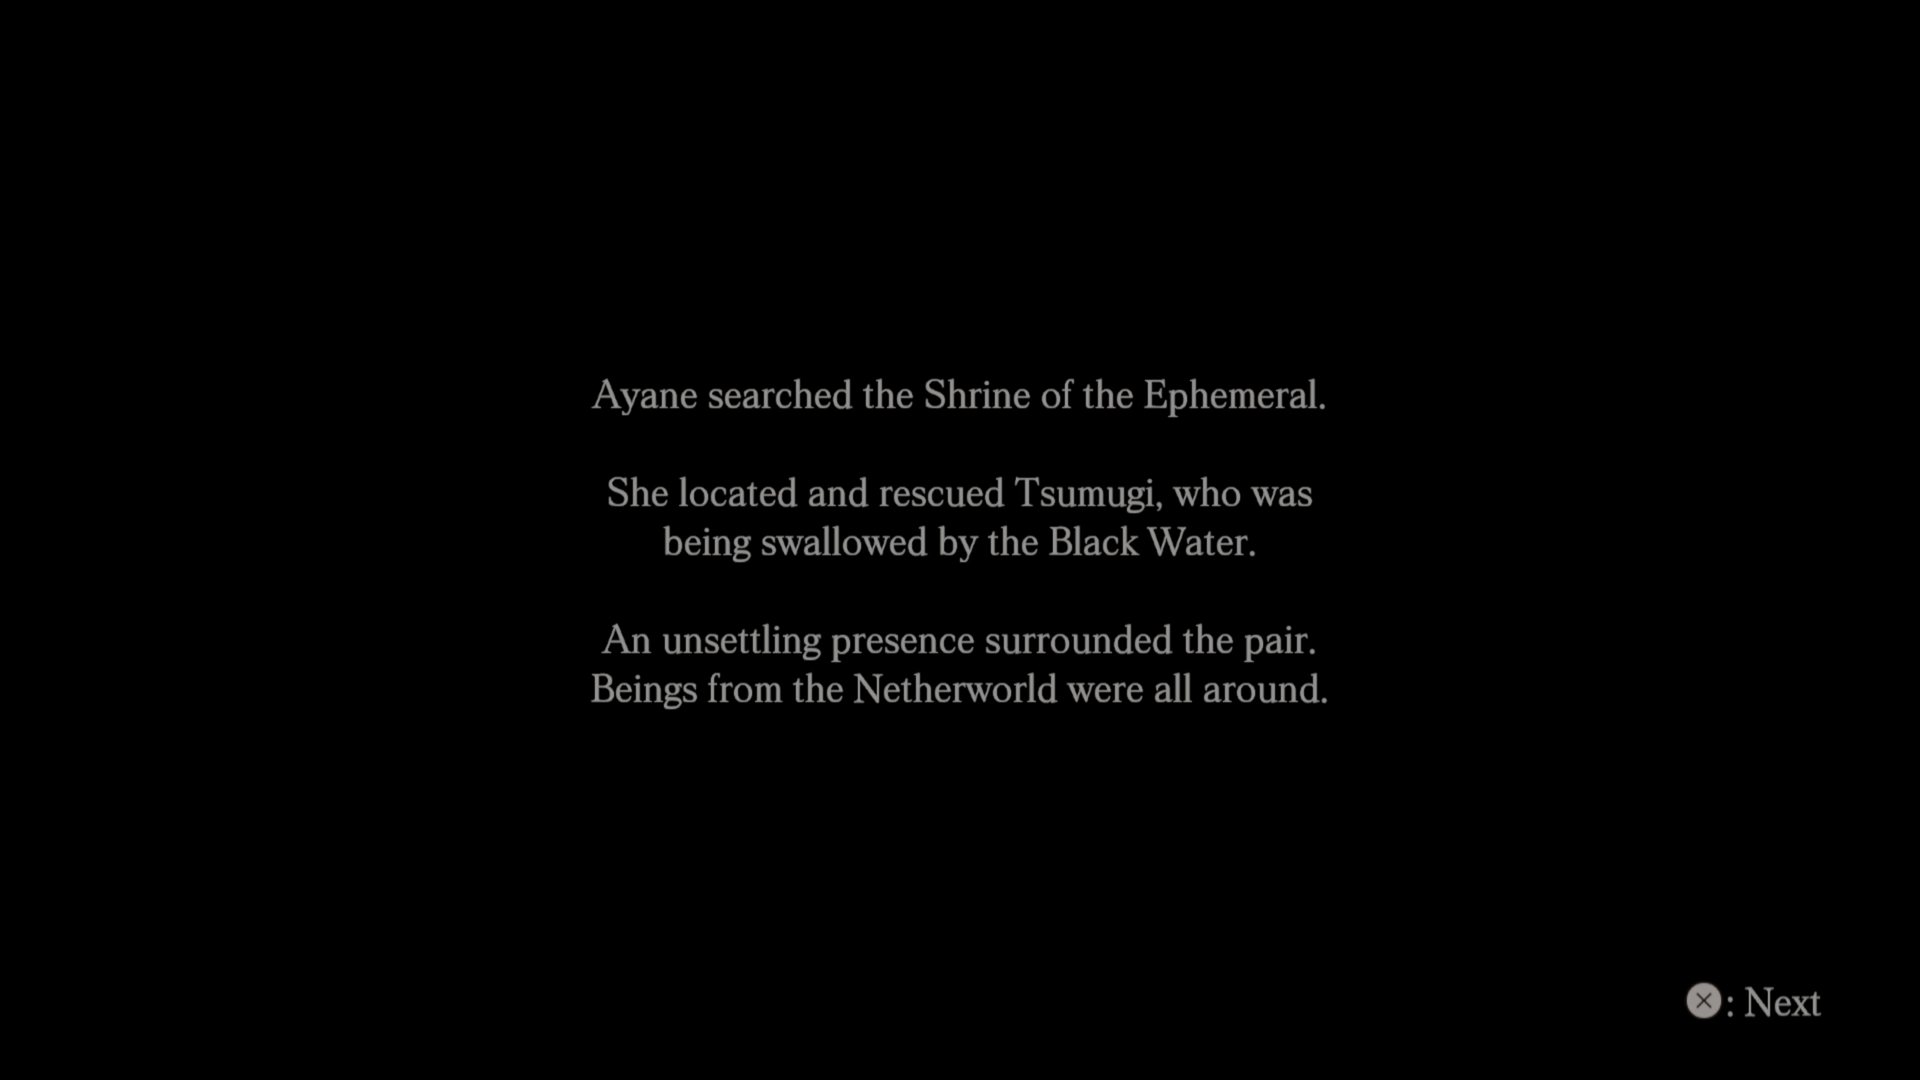 Ayane searched the Shrine of the Ephemeral.
She located and rescued Tsumugi, who was
being swallowed by the Black Water.
An unsettling presence surrounded the pair.
Beings from the Netherworld were all around.
: Next